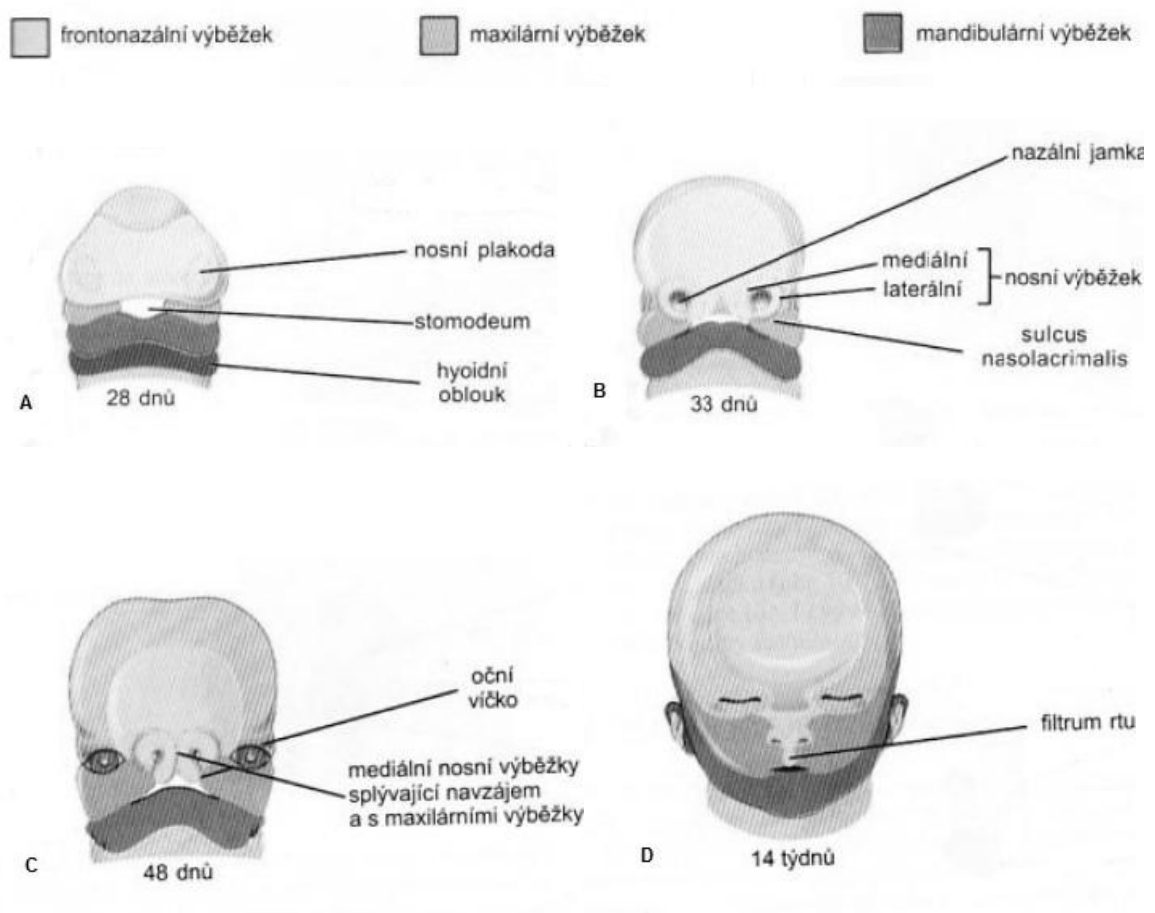 frontonazální výběžek
maxilární výběžek
mandibulární výběžek
nosní plakoda
stomodeum
hyoidní
oblouk
A
28 dnů
nazální jamka
mediální
laterální
nosní výběžek
sulcus
nasolacrimalis
B
33 dnů
oční
víčko
mediální nosní výběžky
splývající navzájem
a s maxilárními výběžky
C
48 dnů
filtrum rtu
D
14 týdnů